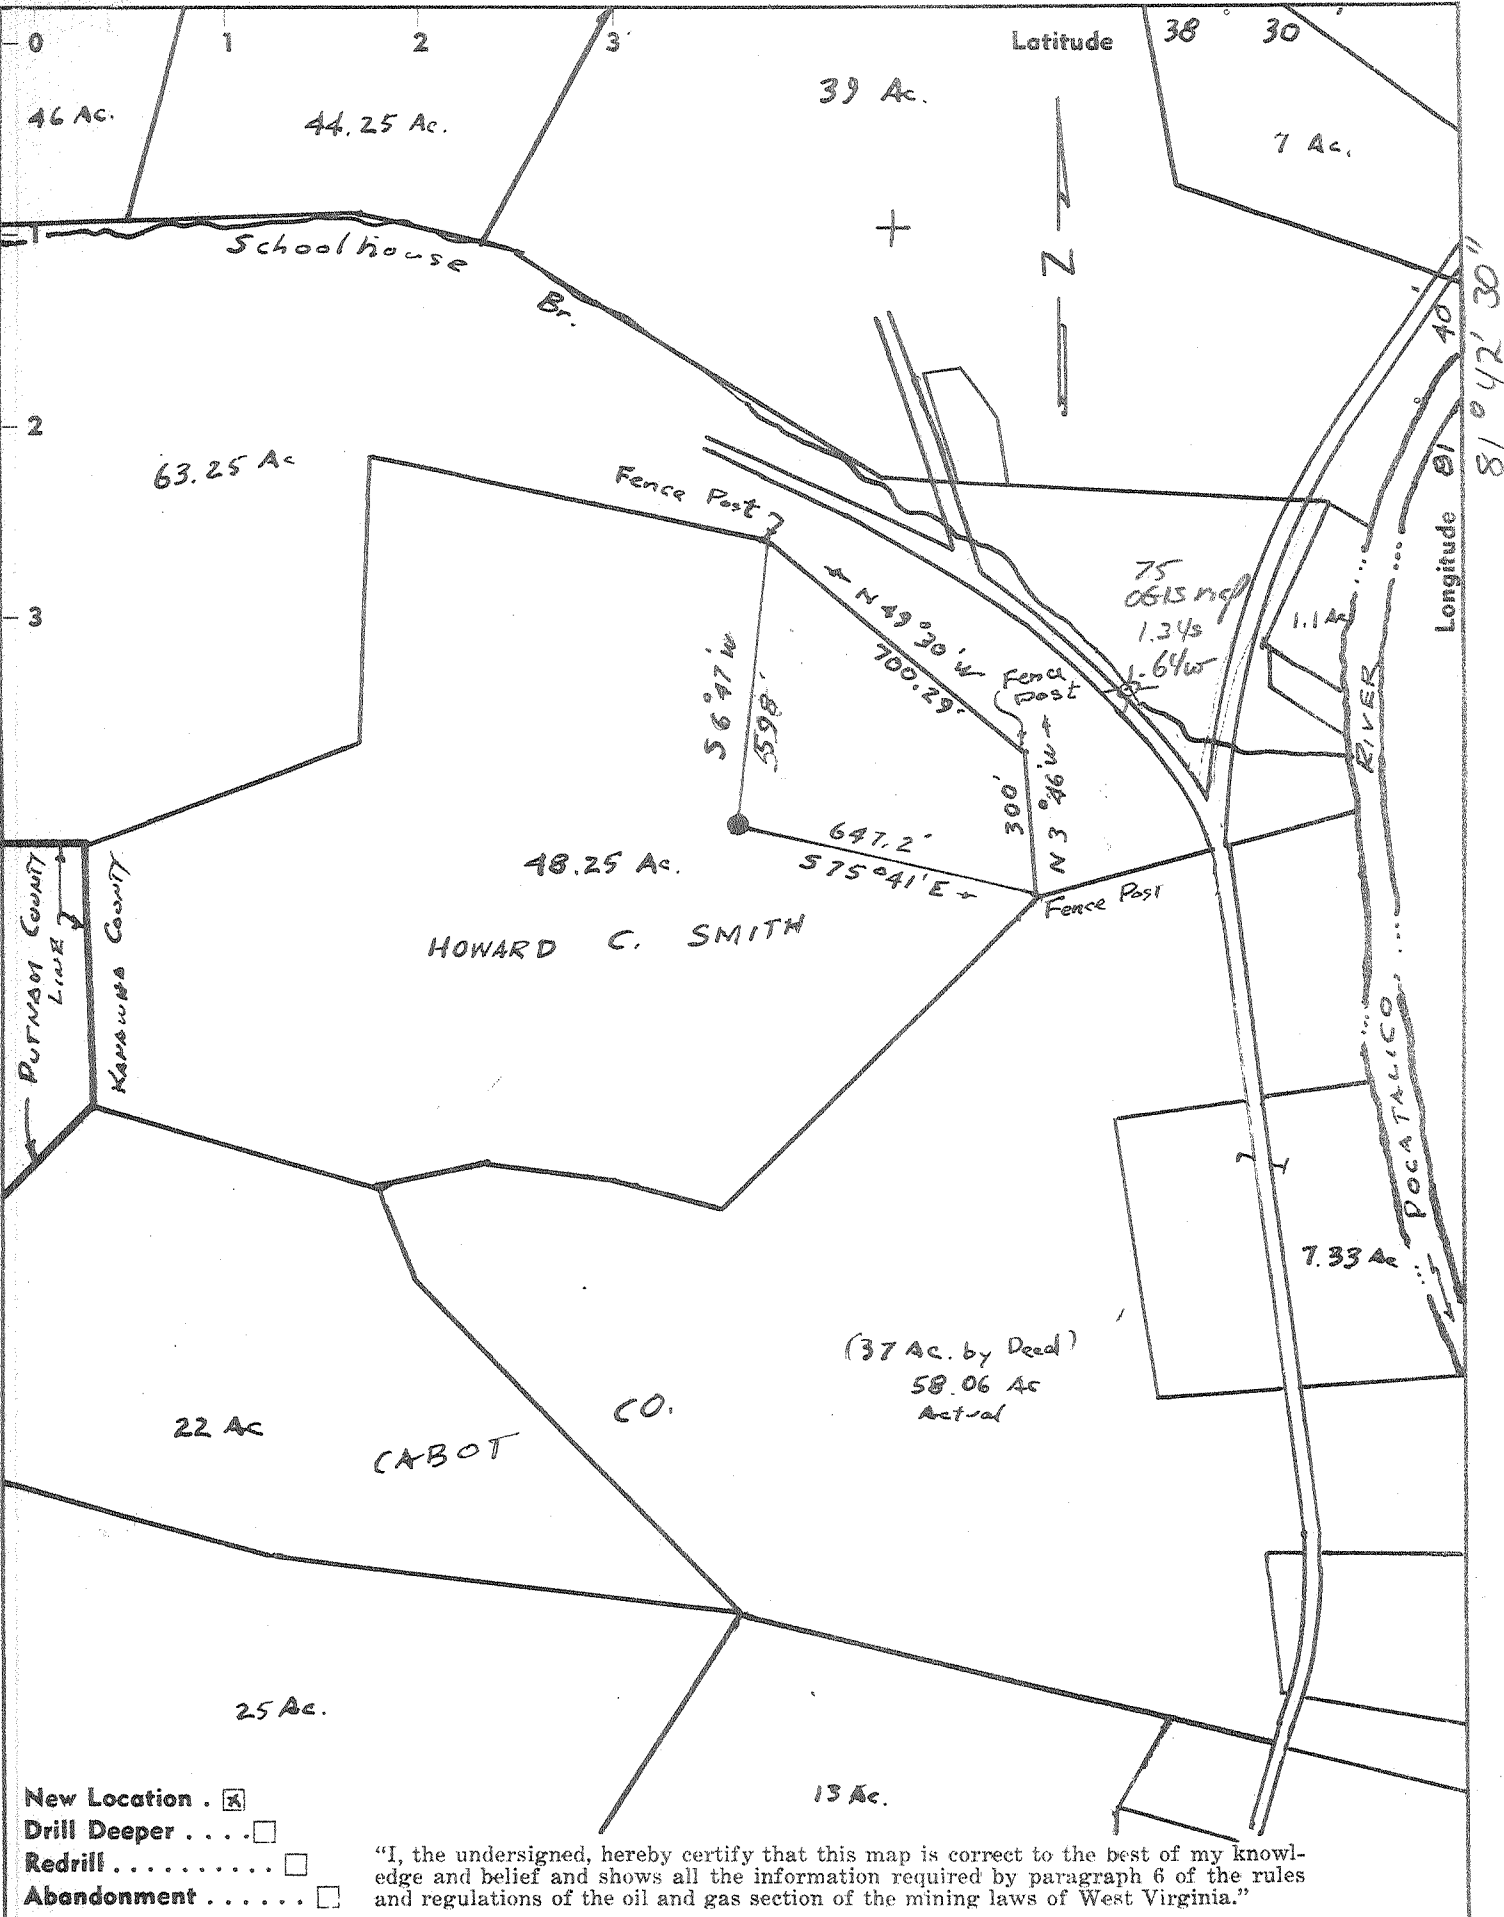 0 1 2 3
Latitude 38° 30'
46 Ac.
44.25 Ac.
39 Ac.
7 Ac.
1
Schoolhouse
Br.
N
Longitude 81° 40'
81° 42' 30"
2
63.25 Ac
Fence Post
3
N 49° 30' W
700.29'
S 6° 47' W
598'
75
1.34s
1.64w
1.1 Ac
Fence
Post
300'
N 3° 46' W
647.2'
S 75° 41' E
Fence Post
48.25 Ac.
HOWARD C. SMITH
PUTNAM COUNTY
LINE
KANAWHA COUNTY
POCATALICO RIVER
7.33 Ac
(37 Ac. by Deed)
58.06 Ac
Actual
22 Ac
CABOT CO.
25 Ac.
13 Ac.
New Location . ☒
Drill Deeper . . . . ☐
Redrill . . . . . . . . . . ☐
Abandonment . . . . . . ☐
“I, the undersigned, hereby certify that this map is correct to the best of my knowl-
edge and belief and shows all the information required by paragraph 6 of the rules
and regulations of the oil and gas section of the mining laws of West Virginia.”